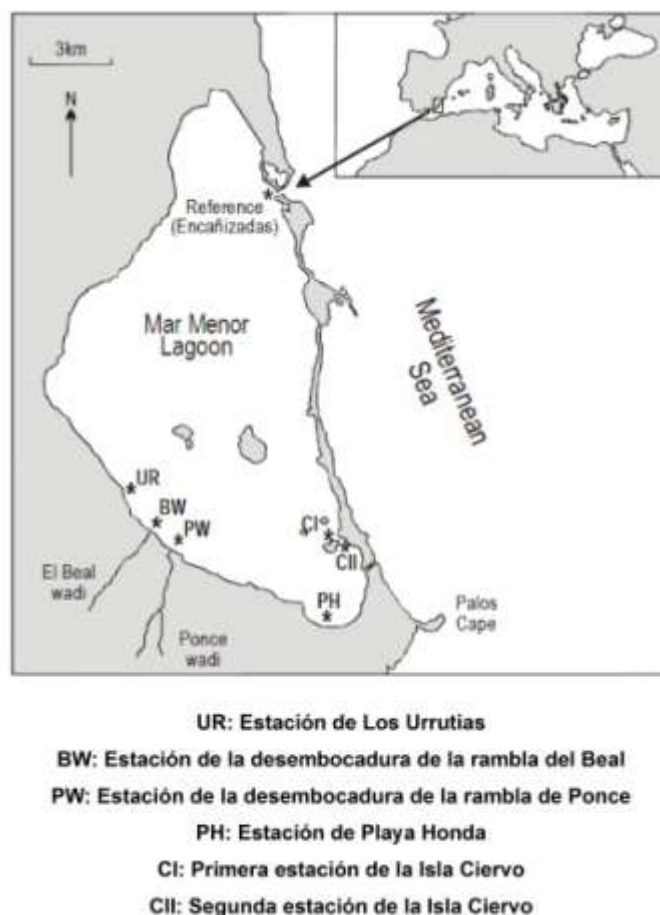 3km
N
Reference
(Encañizadas)
Mar Menor
Lagoon
Mediterranean
Sea
UR
BW
PW
CI
CII
El Beal
wadi
PH
Palos
Cape
Ponce
wadi
UR: Estación de Los Urrutias
BW: Estación de la desembocadura de la rambla del Beal
PW: Estación de la desembocadura de la rambla de Ponce
PH: Estación de Playa Honda
CI: Primera estación de la Isla Ciervo
CII: Segunda estación de la Isla Ciervo